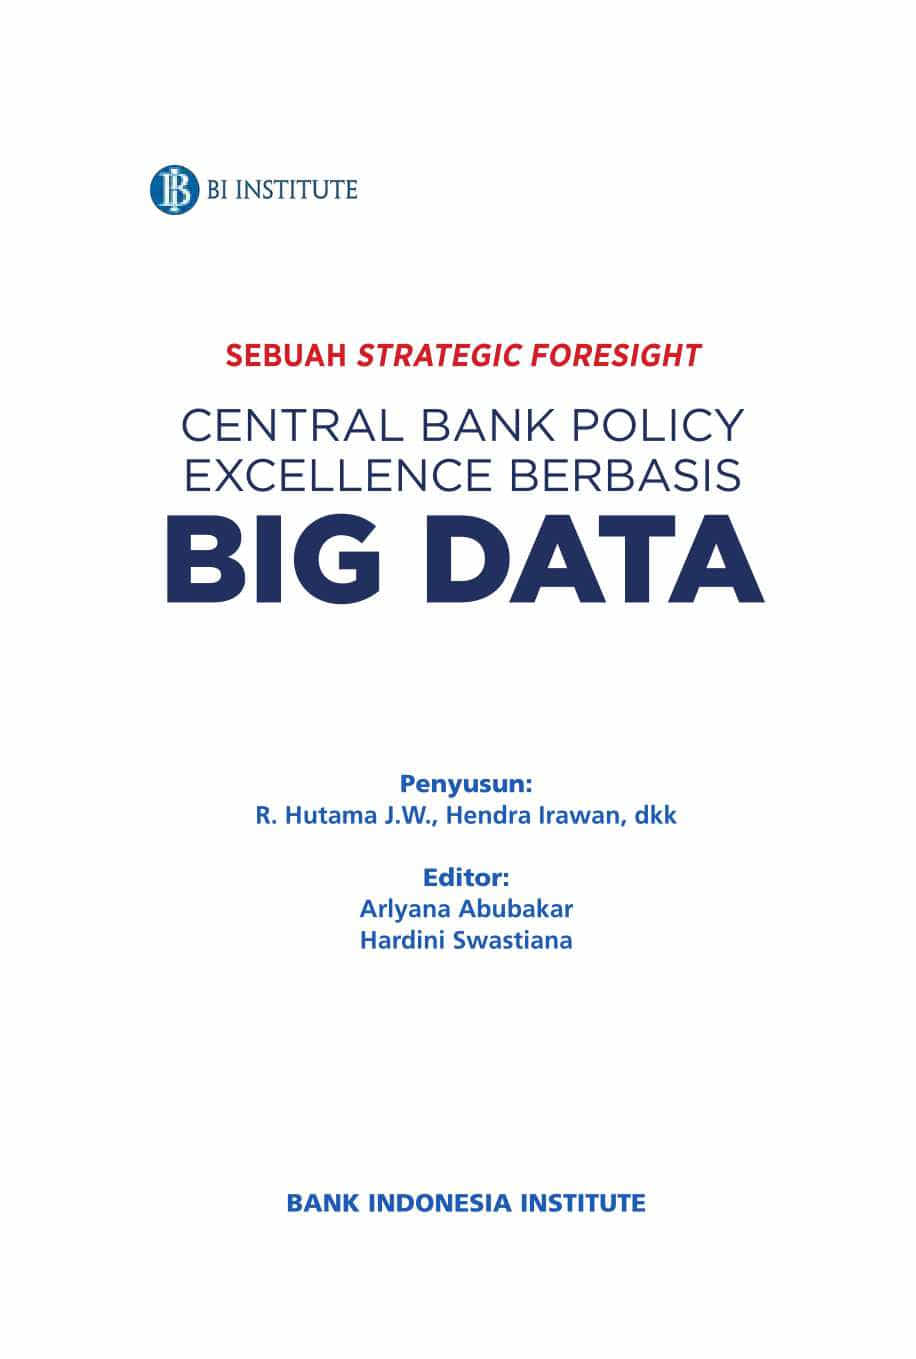 BI INSTITUTE
SEBUAH STRATEGIC FORESIGHT
CENTRAL BANK POLICY
EXCELLENCE BERBASIS
BIG DATA
Penyusun:
R. Hutama J.W., Hendra Irawan, dkk
Editor:
Arlyana Abubakar
Hardini Swastiana
BANK INDONESIA INSTITUTE